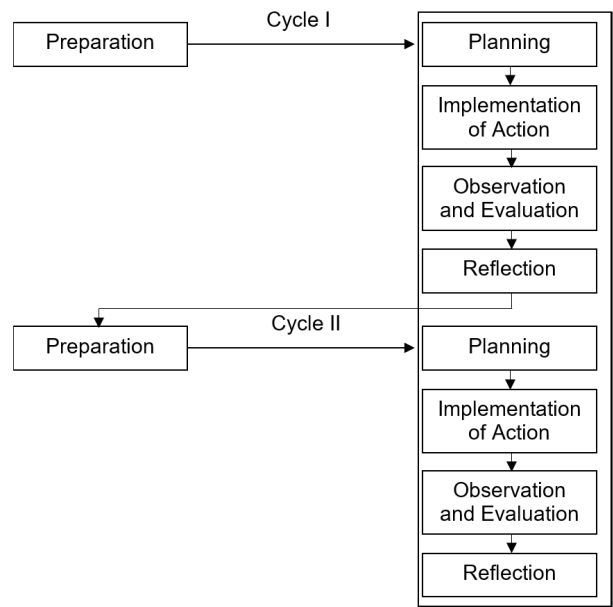 Cycle I
Preparation
Planning
Implementation
of Action
Observation
and Evaluation
Reflection
Cycle II
Preparation
Planning
Implementation
of Action
Observation
and Evaluation
Reflection